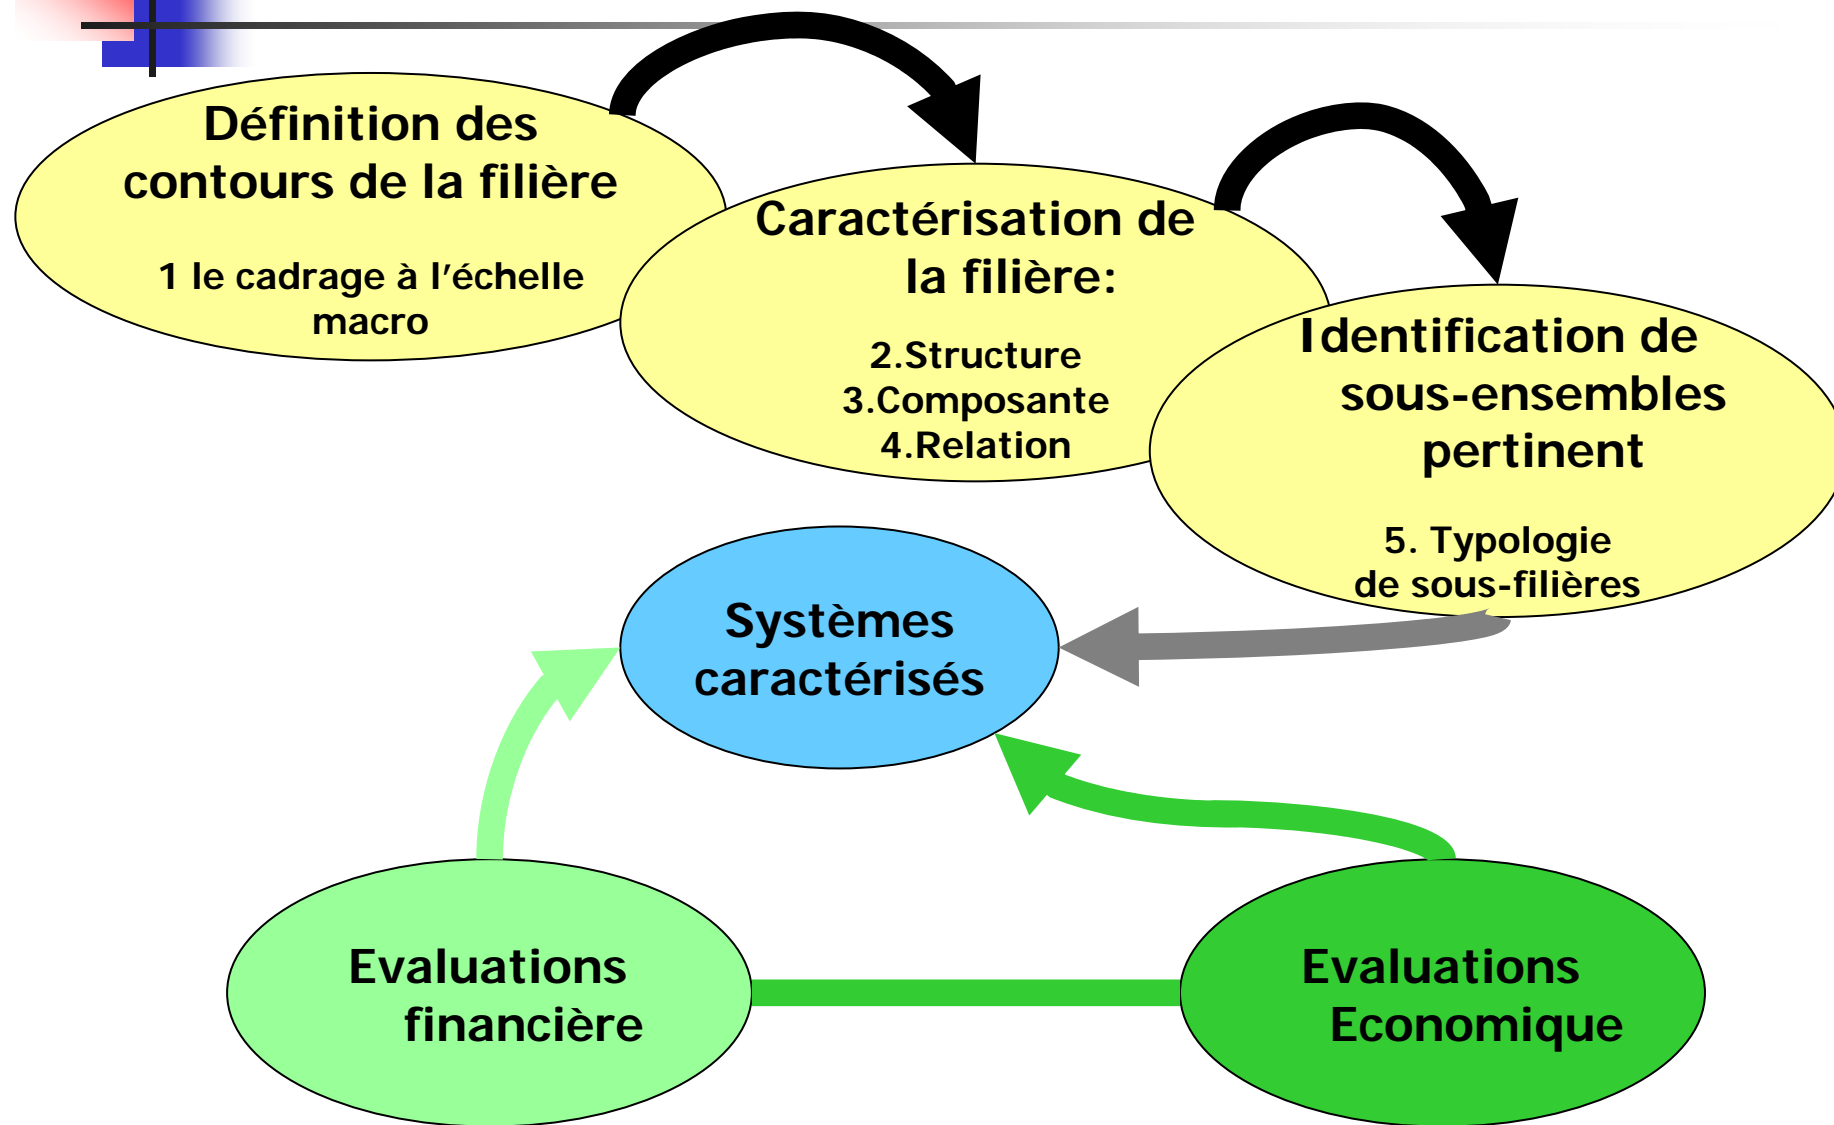 Définition des
contours de la filière
1 le cadrage à l’échelle
macro
Caractérisation de
la filière:
2.Structure
3.Composante
4.Relation
Identification de
sous-ensembles
pertinent
5. Typologie
de sous-filières
Systèmes
caractérisés
Evaluations
financière
Evaluations
Economique